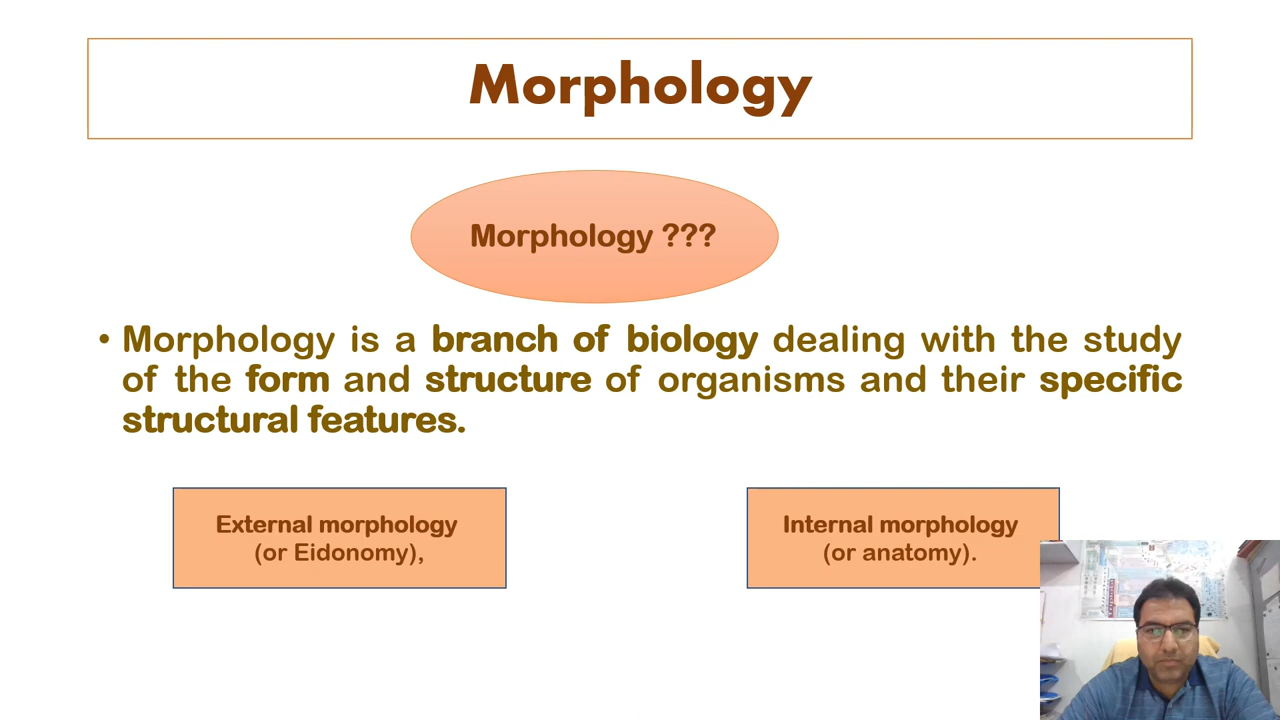 Morphology
Morphology ???
• Morphology is a branch of biology dealing with the study
of the form and structure of organisms and their specific
structural features.
External morphology
(or Eidonomy),
Internal morphology
(or anatomy).